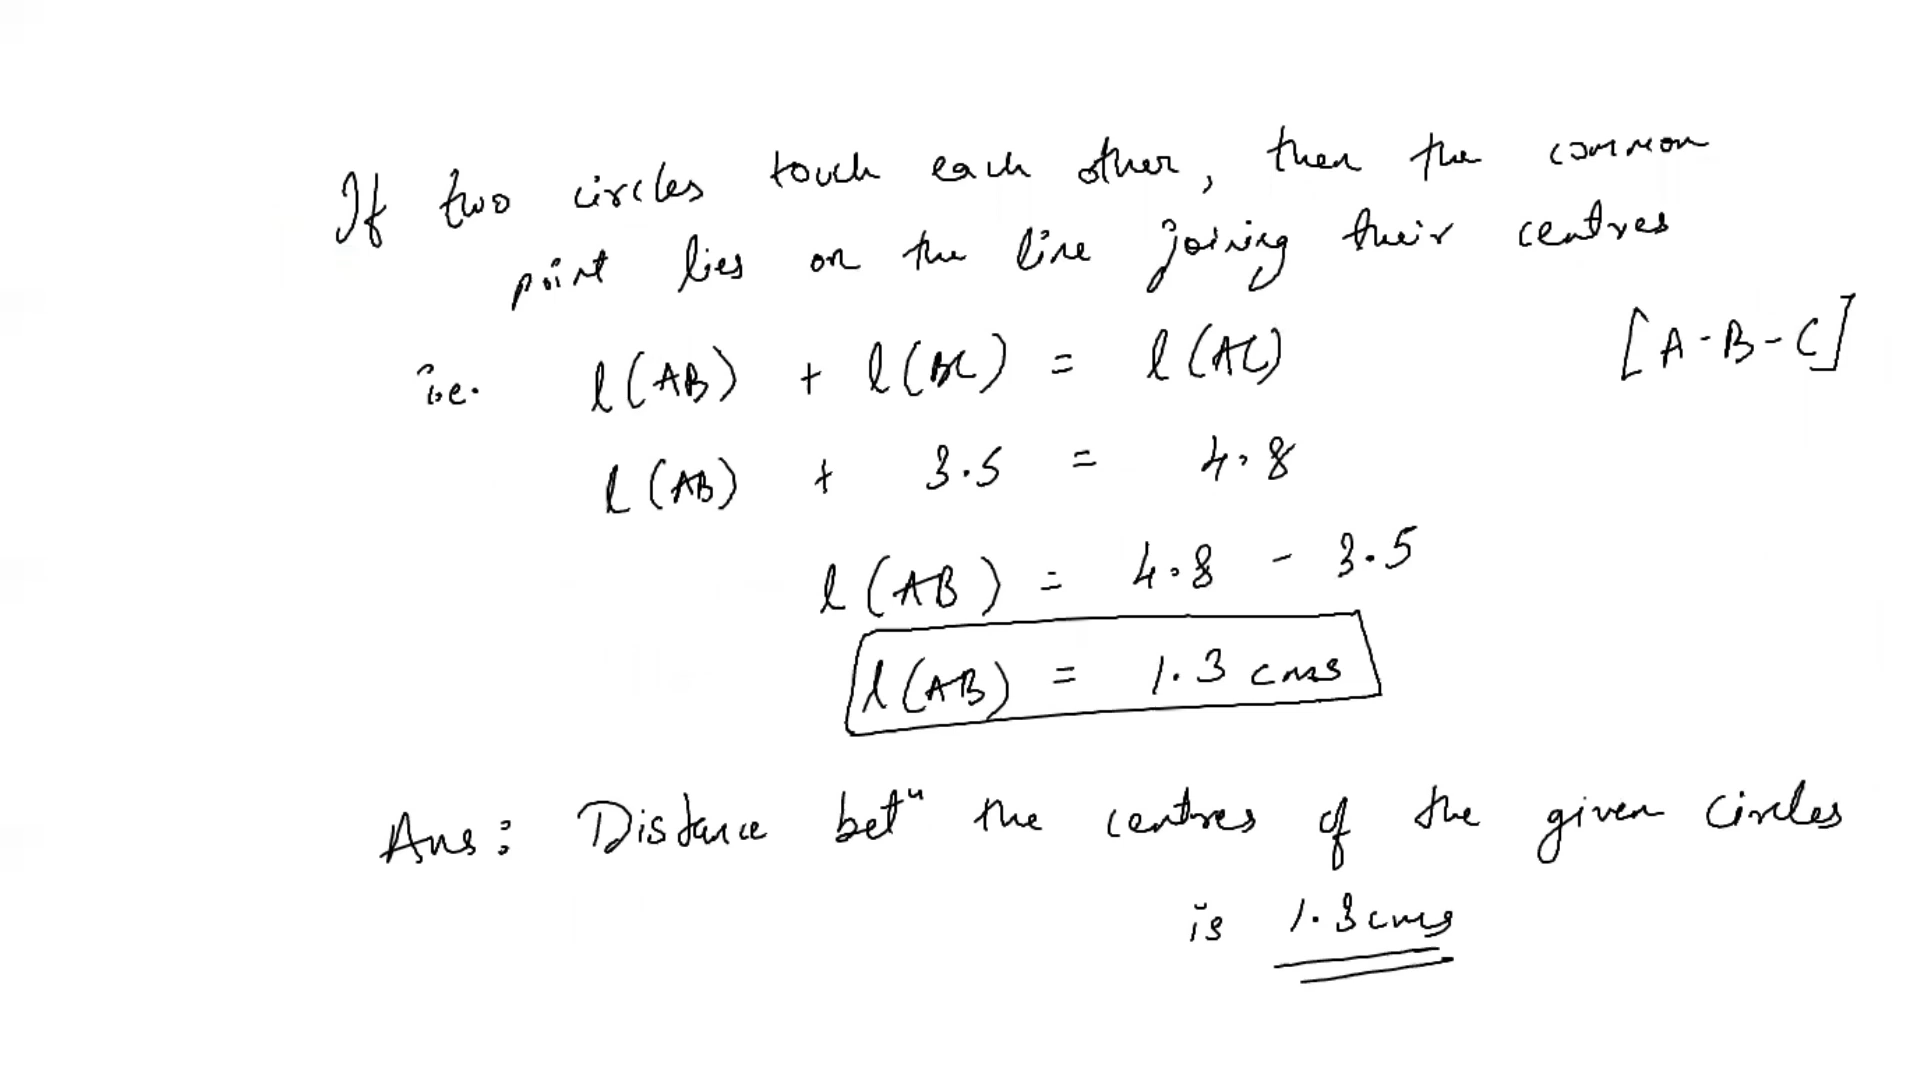 If two circles touch each other, then the common
point lies on the line joining their centres
i.e. l(AB) + l(BC) = l(AC) [A-B-C]
l(AB) + 3.5 = 4.8
l(AB) = 4.8 - 3.5
l(AB) = 1.3 cms
Ans: Distance betⁿ the centres of the given circles
is 1.3 cms